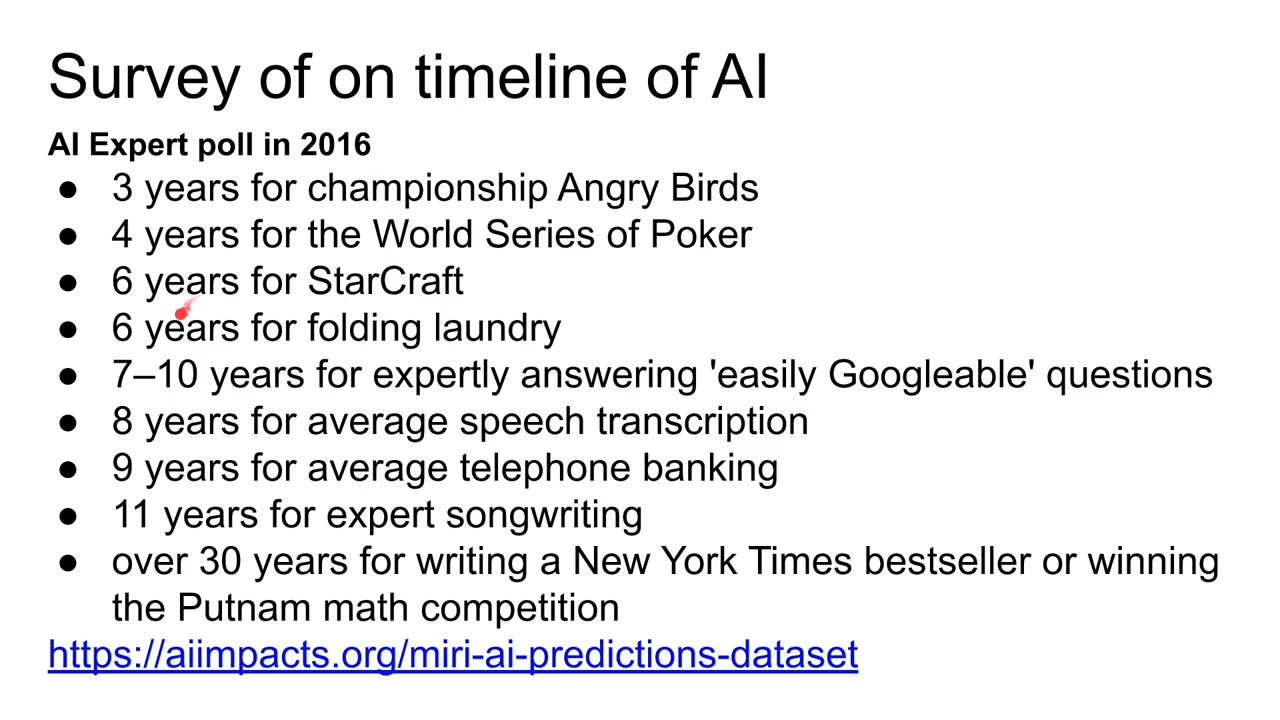 Survey of on timeline of AI
AI Expert poll in 2016
● 3 years for championship Angry Birds
● 4 years for the World Series of Poker
● 6 years for StarCraft
● 6 years for folding laundry
● 7–10 years for expertly answering 'easily Googleable' questions
● 8 years for average speech transcription
● 9 years for average telephone banking
● 11 years for expert songwriting
● over 30 years for writing a New York Times bestseller or winning
the Putnam math competition
https://aiimpacts.org/miri-ai-predictions-dataset